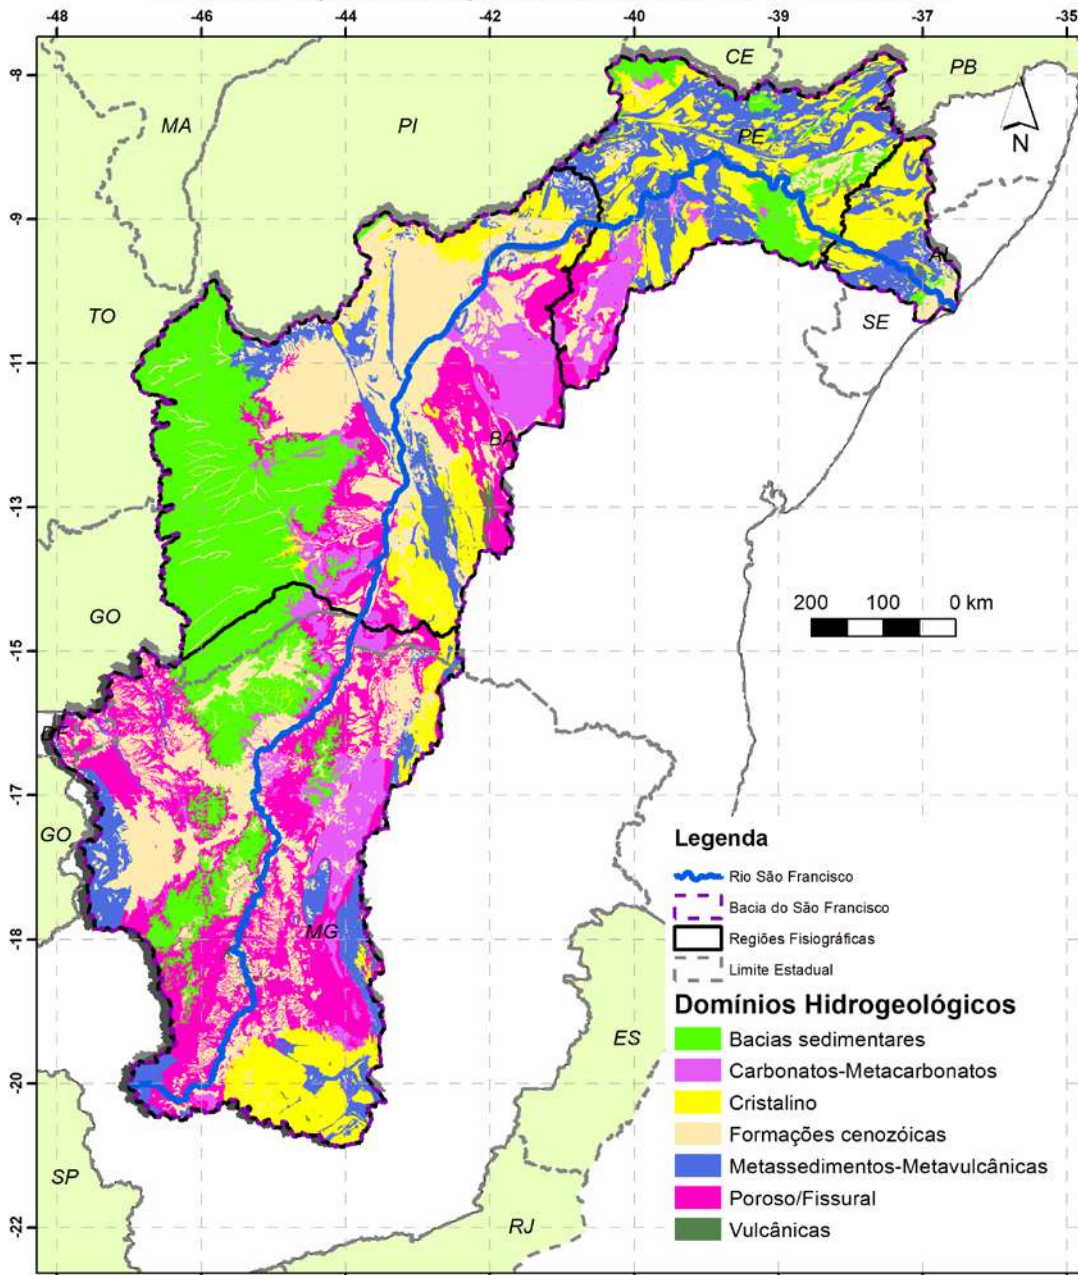 -48 -46 -44 -42 -40 -39 -37 -35
-8
-9
-11
-13
-15
-17
-18
-20
-22
CE
PB
MA
PI
PE
N
AL
TO
SE
BA
GO
200 100 0 km
DF
GO
MG
ES
SP
RJ
Legenda
Rio São Francisco
Bacia do São Francisco
Regiões Fisiográficas
Limite Estadual
Domínios Hidrogeológicos
Bacias sedimentares
Carbonatos-Metacarbonatos
Cristalino
Formações cenozóicas
Metassedimentos-Metavulcânicas
Poroso/Fissural
Vulcânicas